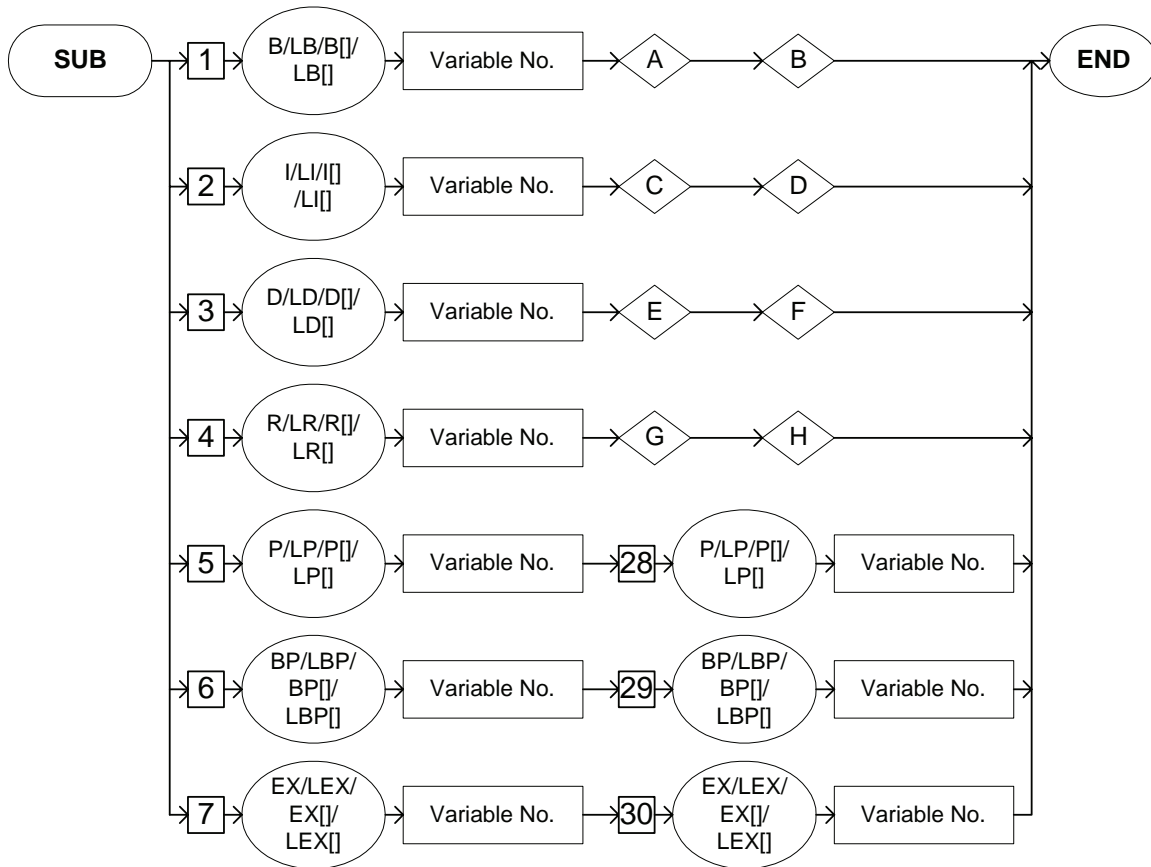 SUB
1
B/LB/B[]/
LB[]
Variable No.
A
B
END
2
I/LI/I[]
/LI[]
Variable No.
C
D
3
D/LD/D[]/
LD[]
Variable No.
E
F
4
R/LR/R[]/
LR[]
Variable No.
G
H
5
P/LP/P[]/
LP[]
Variable No.
28
P/LP/P[]/
LP[]
Variable No.
6
BP/LBP/
BP[]/
LBP[]
Variable No.
29
BP/LBP/
BP[]/
LBP[]
Variable No.
7
EX/LEX/
EX[]/
LEX[]
Variable No.
30
EX/LEX/
EX[]/
LEX[]
Variable No.